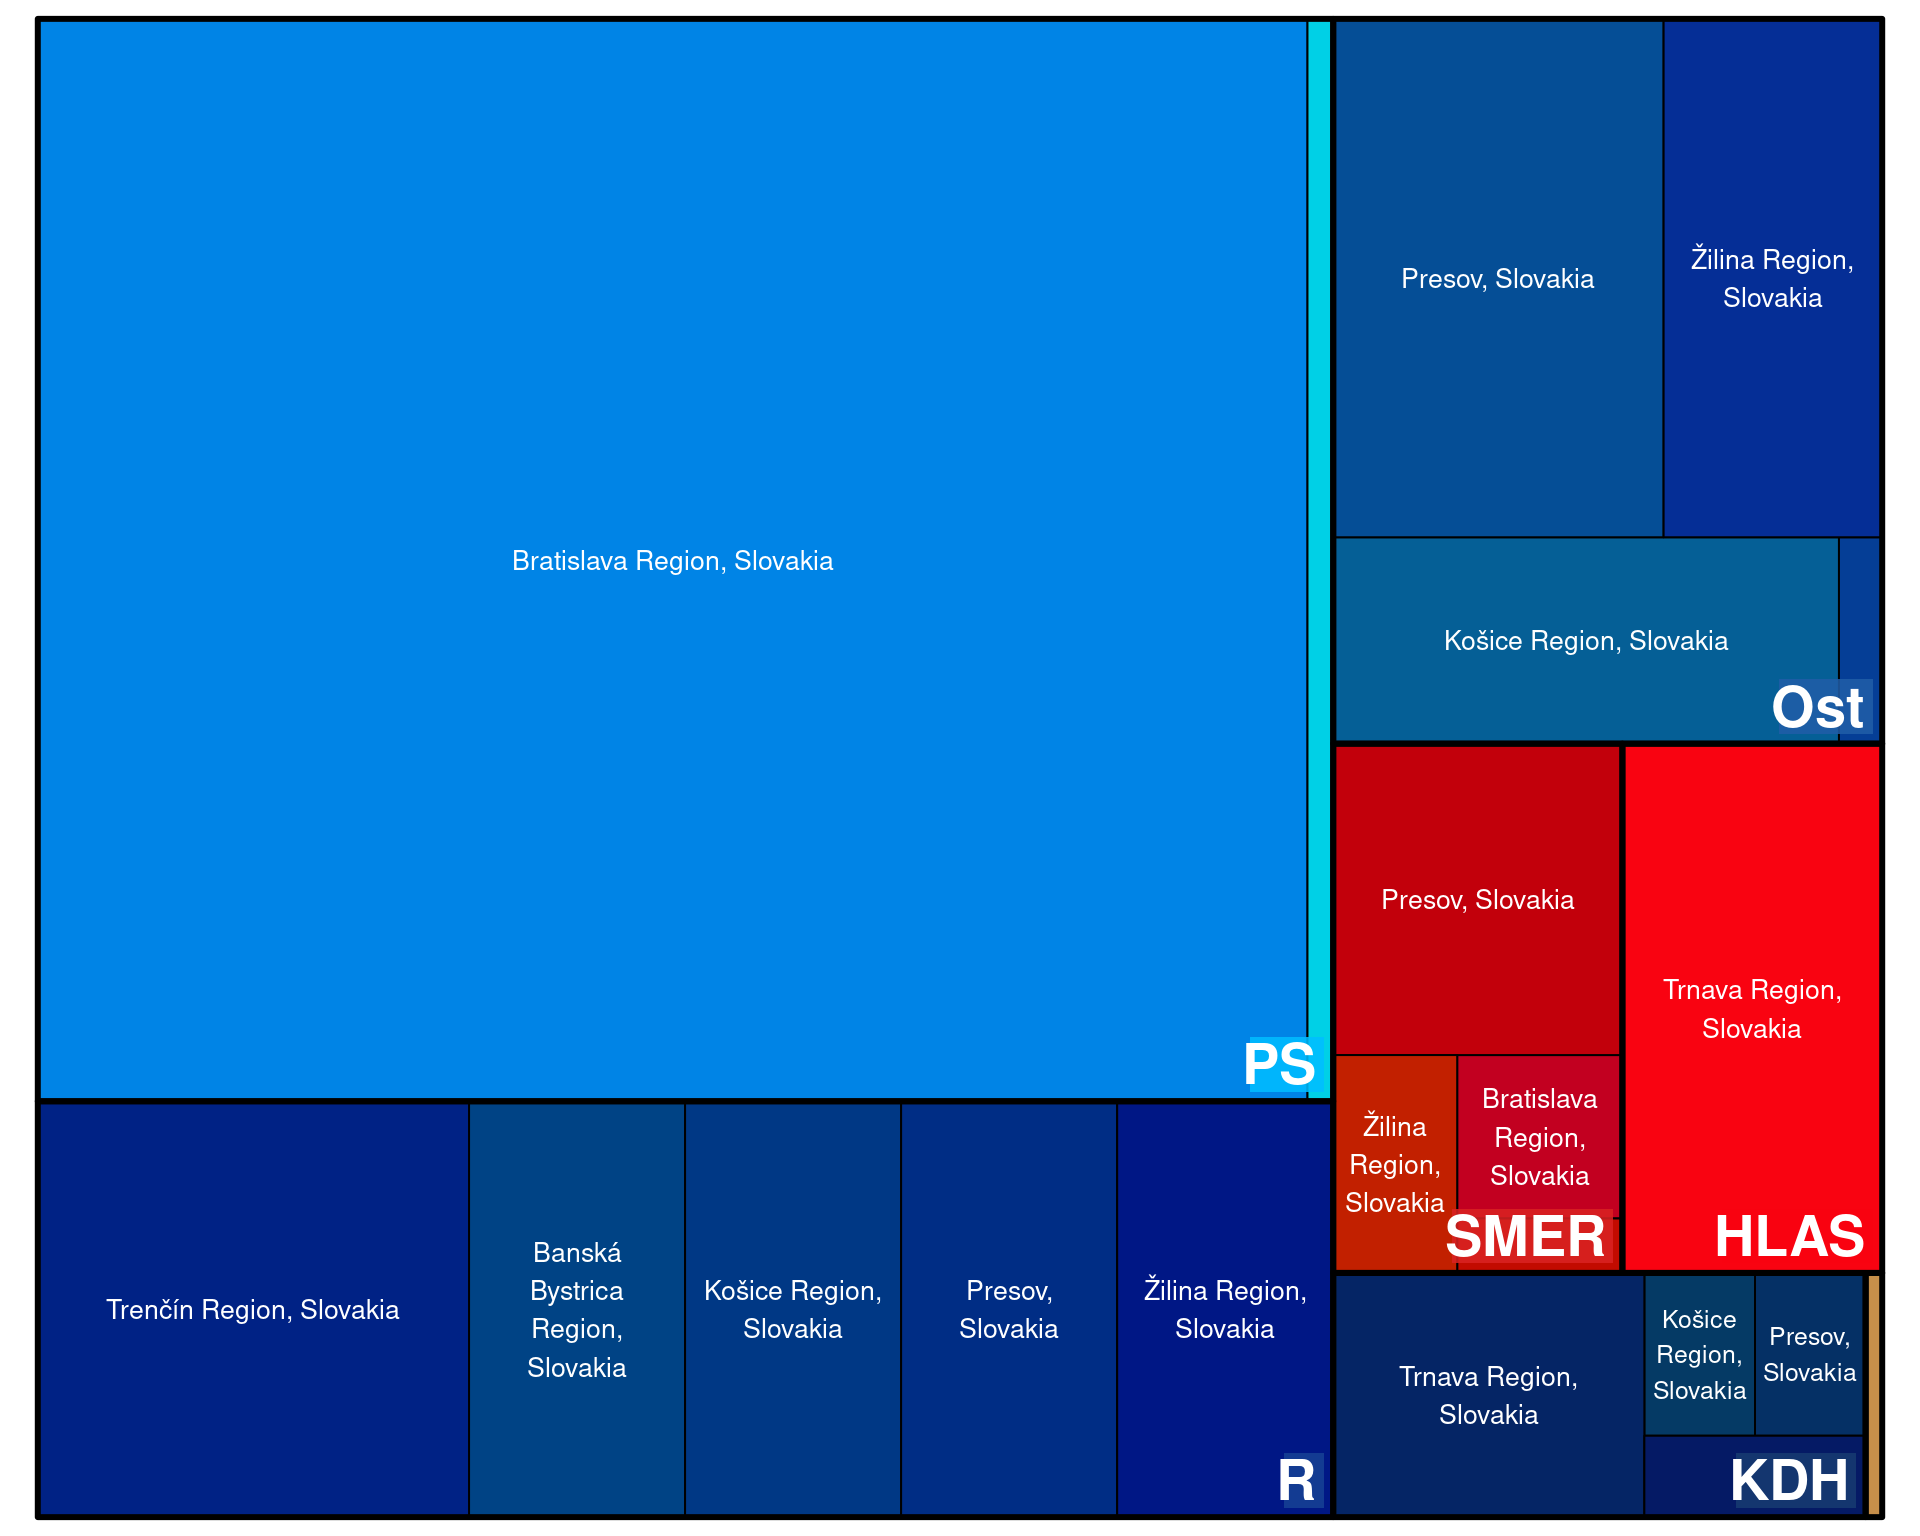 Bratislava Region, Slovakia
PS
Trenčín Region, Slovakia
Banská
Bystrica
Region,
Slovakia
Košice Region,
Slovakia
Presov,
Slovakia
Žilina Region,
Slovakia
R
Presov, Slovakia
Žilina Region,
Slovakia
Košice Region, Slovakia
Ost
Presov, Slovakia
Žilina
Region,
Slovakia
Bratislava
Region,
Slovakia
SMER
Trnava Region,
Slovakia
HLAS
Trnava Region,
Slovakia
Košice
Region,
Slovakia
Presov,
Slovakia
KDH